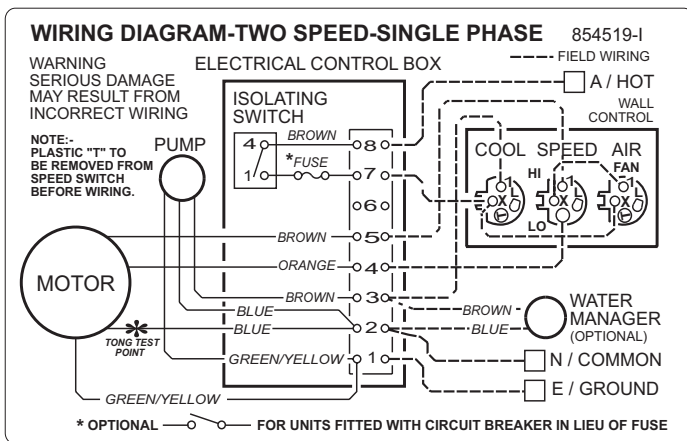 WIRING DIAGRAM-TWO SPEED-SINGLE PHASE 854519-I
WARNING
SERIOUS DAMAGE
MAY RESULT FROM
INCORRECT WIRING
NOTE:-
PLASTIC "T" TO
BE REMOVED FROM
SPEED SWITCH
BEFORE WIRING.
ELECTRICAL CONTROL BOX
FIELD WIRING
A / HOT
WALL
CONTROL
ISOLATING
SWITCH
4
1
BROWN
*FUSE
8
7
6
5
4
3
2
1
COOL SPEED AIR
HI
FAN
LO
X L
X L
X L
PUMP
MOTOR
BROWN
ORANGE
BROWN
BLUE
BLUE
TONG TEST
POINT
GREEN/YELLOW
GREEN/YELLOW
BROWN
BLUE
WATER
MANAGER
(OPTIONAL)
N / COMMON
E / GROUND
* OPTIONAL
FOR UNITS FITTED WITH CIRCUIT BREAKER IN LIEU OF FUSE